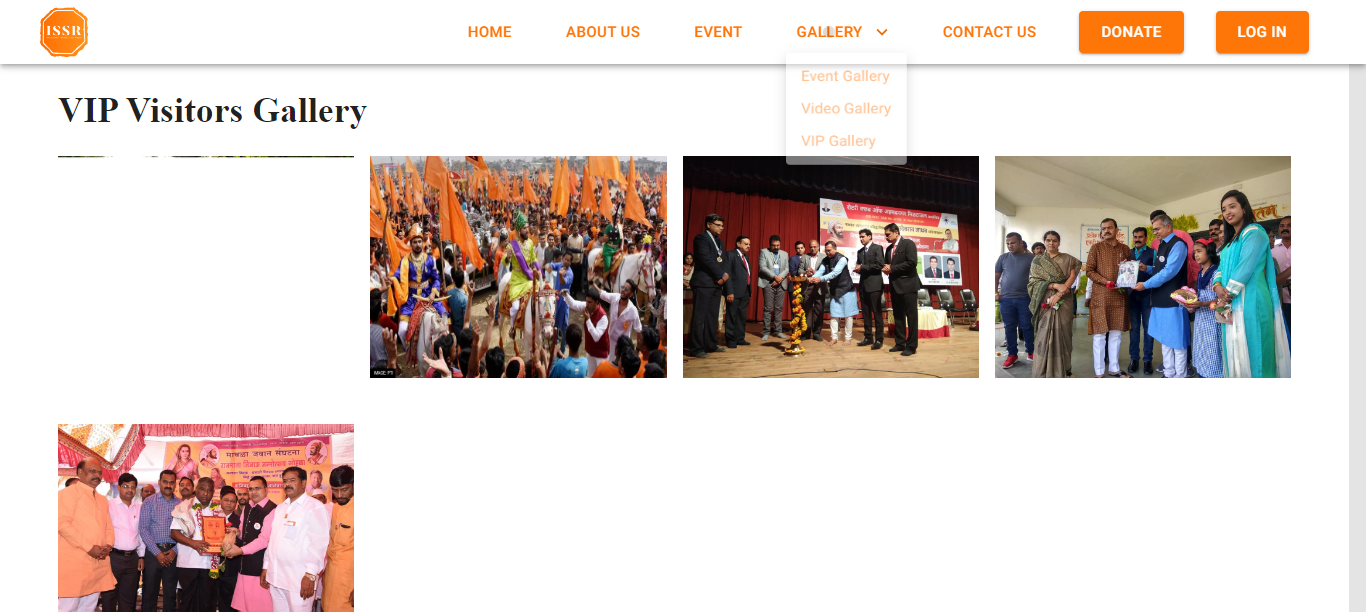 ISSR
HOME
ABOUT US
EVENT
GALLERY
CONTACT US
DONATE
LOG IN
Event Gallery
Video Gallery
VIP Gallery
VIP Visitors Gallery
IMAGE: PTI
मावळा जवान संघटना